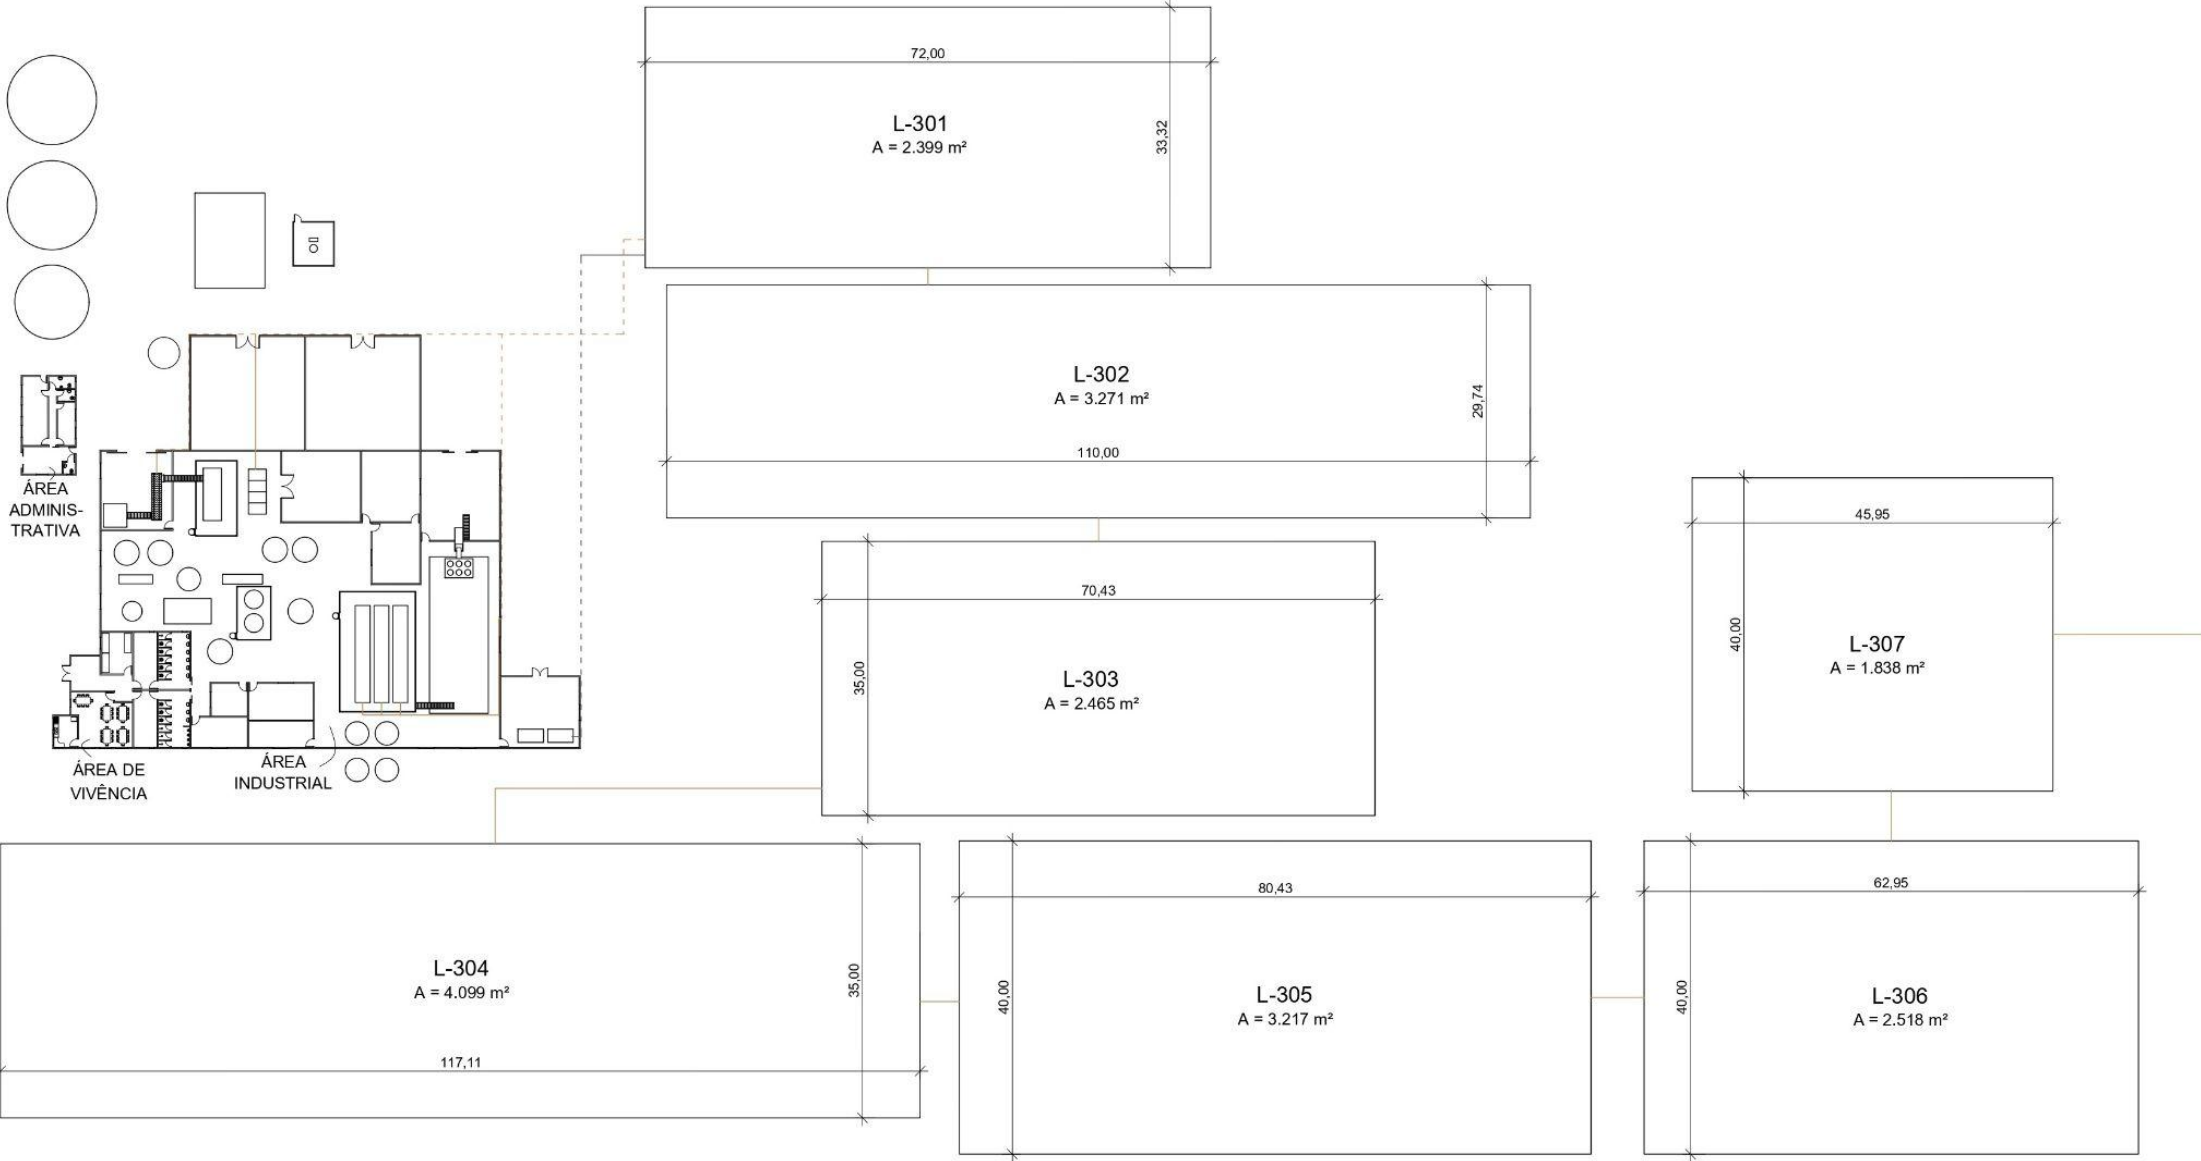 72,00
L-301
A = 2.399 m²
33,32
L-302
A = 3.271 m²
29,74
110,00
ÁREA
ADMINIS-
TRATIVA
45,95
40,00
L-307
A = 1.838 m²
70,43
35,00
L-303
A = 2.465 m²
ÁREA DE
VIVÊNCIA
ÁREA
INDUSTRIAL
L-304
A = 4.099 m²
35,00
117,11
80,43
40,00
L-305
A = 3.217 m²
62,95
40,00
L-306
A = 2.518 m²